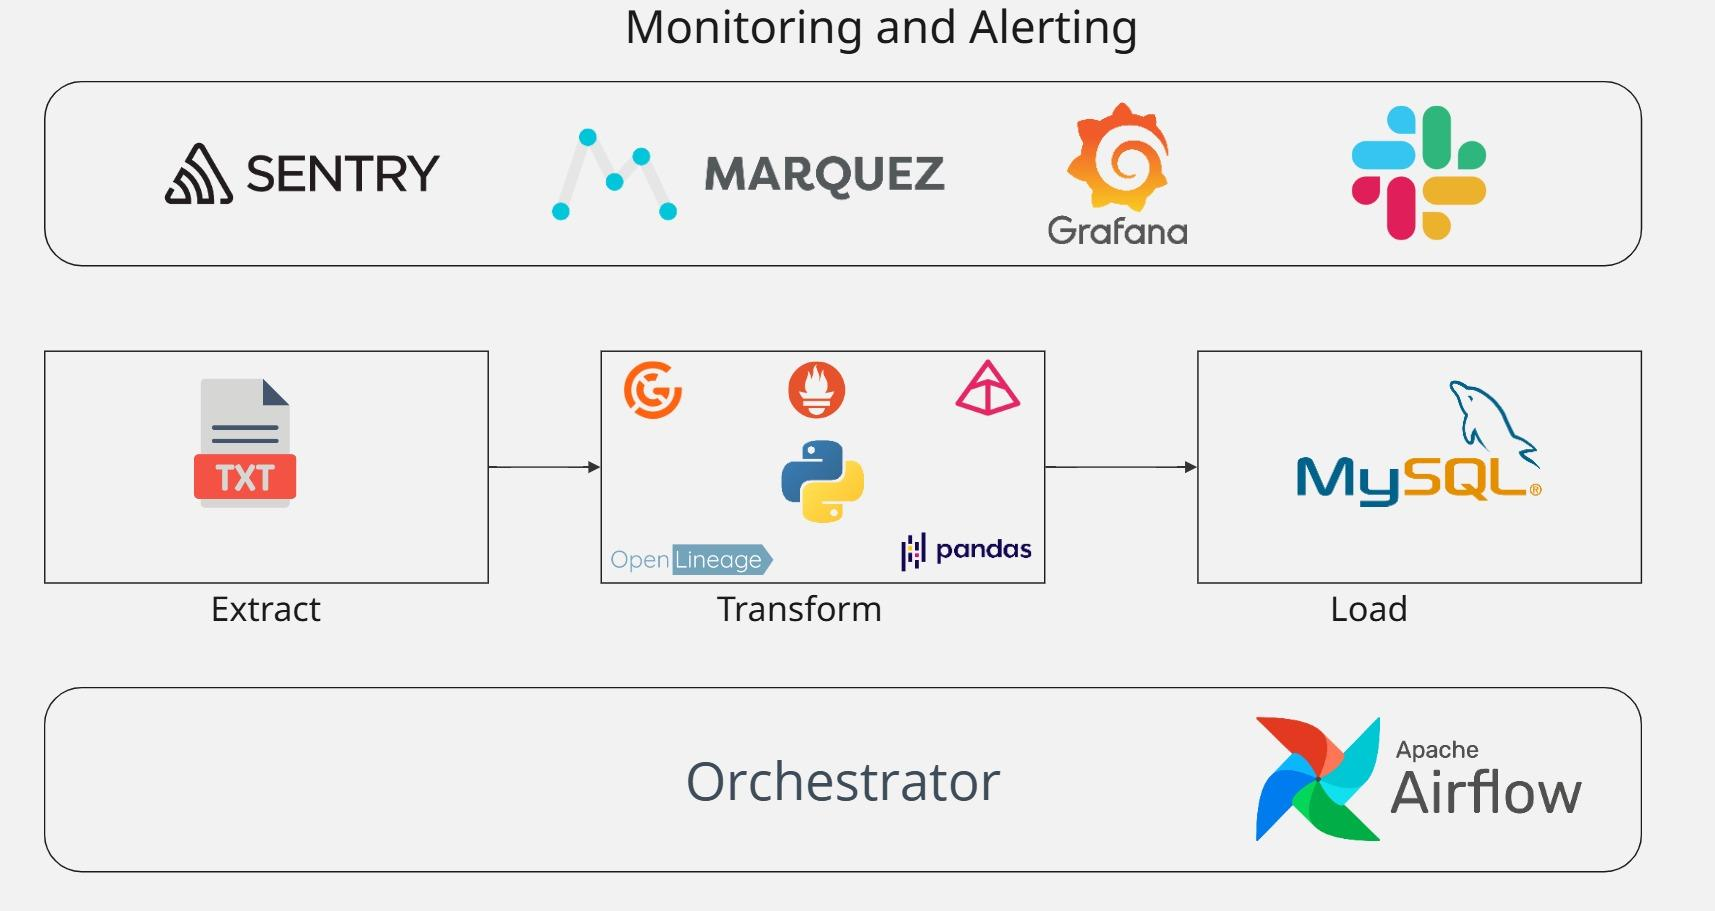 Monitoring and Alerting
SENTRY
MARQUEZ
Grafana
TXT
OpenLineage
pandas
MySQL®
Extract
Transform
Load
Orchestrator
Apache
Airflow